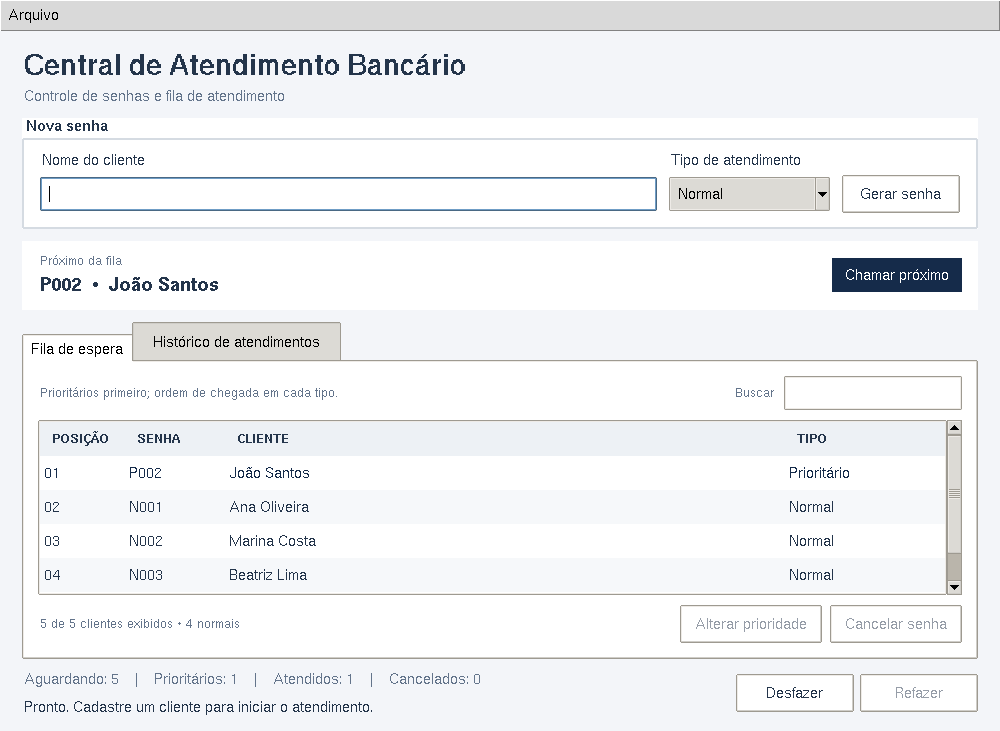 Arquivo
Central de Atendimento Bancário
Controle de senhas e fila de atendimento
Nova senha
Nome do cliente Tipo de atendimento
Normal Gerar senha
Próximo da fila
P002 • João Santos Chamar próximo
Fila de espera Histórico de atendimentos
Prioritários primeiro; ordem de chegada em cada tipo. Buscar
POSIÇÃO SENHA CLIENTE TIPO
01 P002 João Santos Prioritário
02 N001 Ana Oliveira Normal
03 N002 Marina Costa Normal
04 N003 Beatriz Lima Normal
5 de 5 clientes exibidos • 4 normais Alterar prioridade Cancelar senha
Aguardando: 5 | Prioritários: 1 | Atendidos: 1 | Cancelados: 0
Pronto. Cadastre um cliente para iniciar o atendimento. Desfazer Refazer